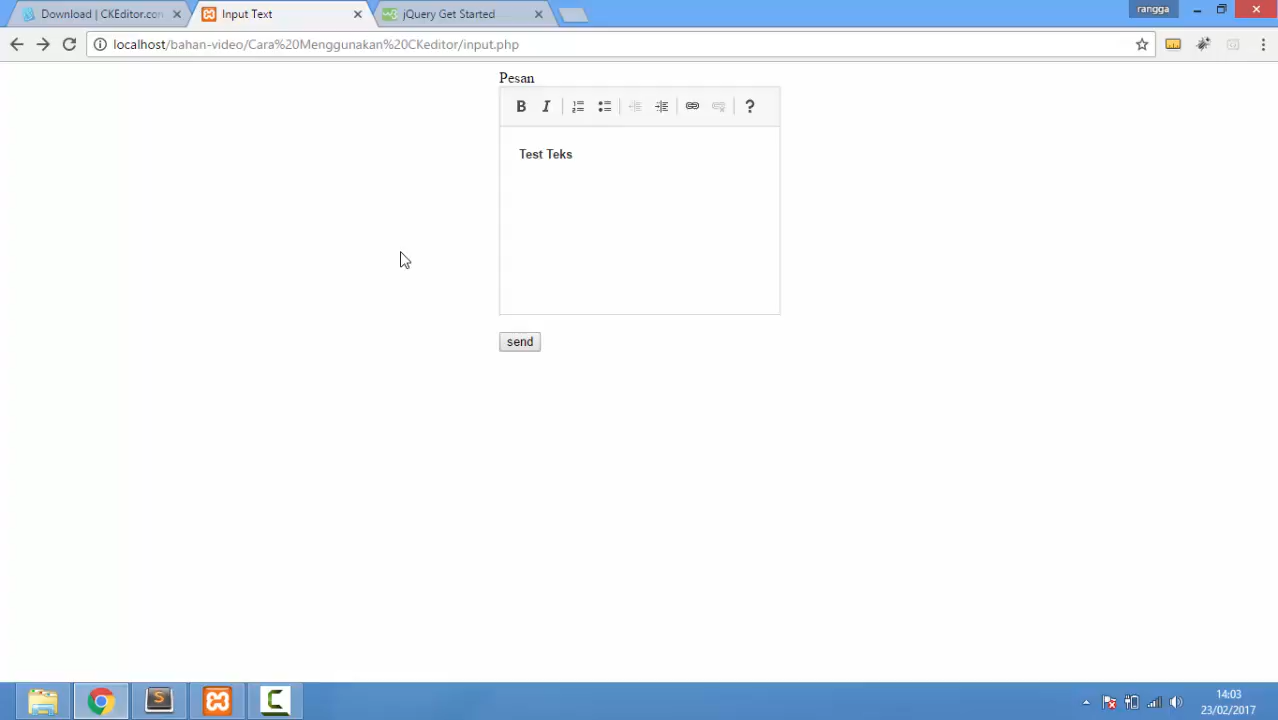 Download | CKEditor.con
Input Text
jQuery Get Started
rangga
localhost/bahan-video/Cara%20Menggunakan%20CKeditor/input.php
Pesan
B I ?
Test Teks
send
14:03
23/02/2017